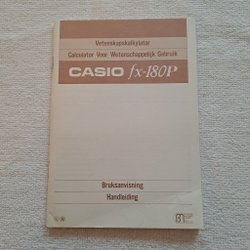 Vetenskapskalkylator
Calculator Voor Wetenschappelijk Gebruik
CASIO fx-180P
Bruksanvisning
Handleiding